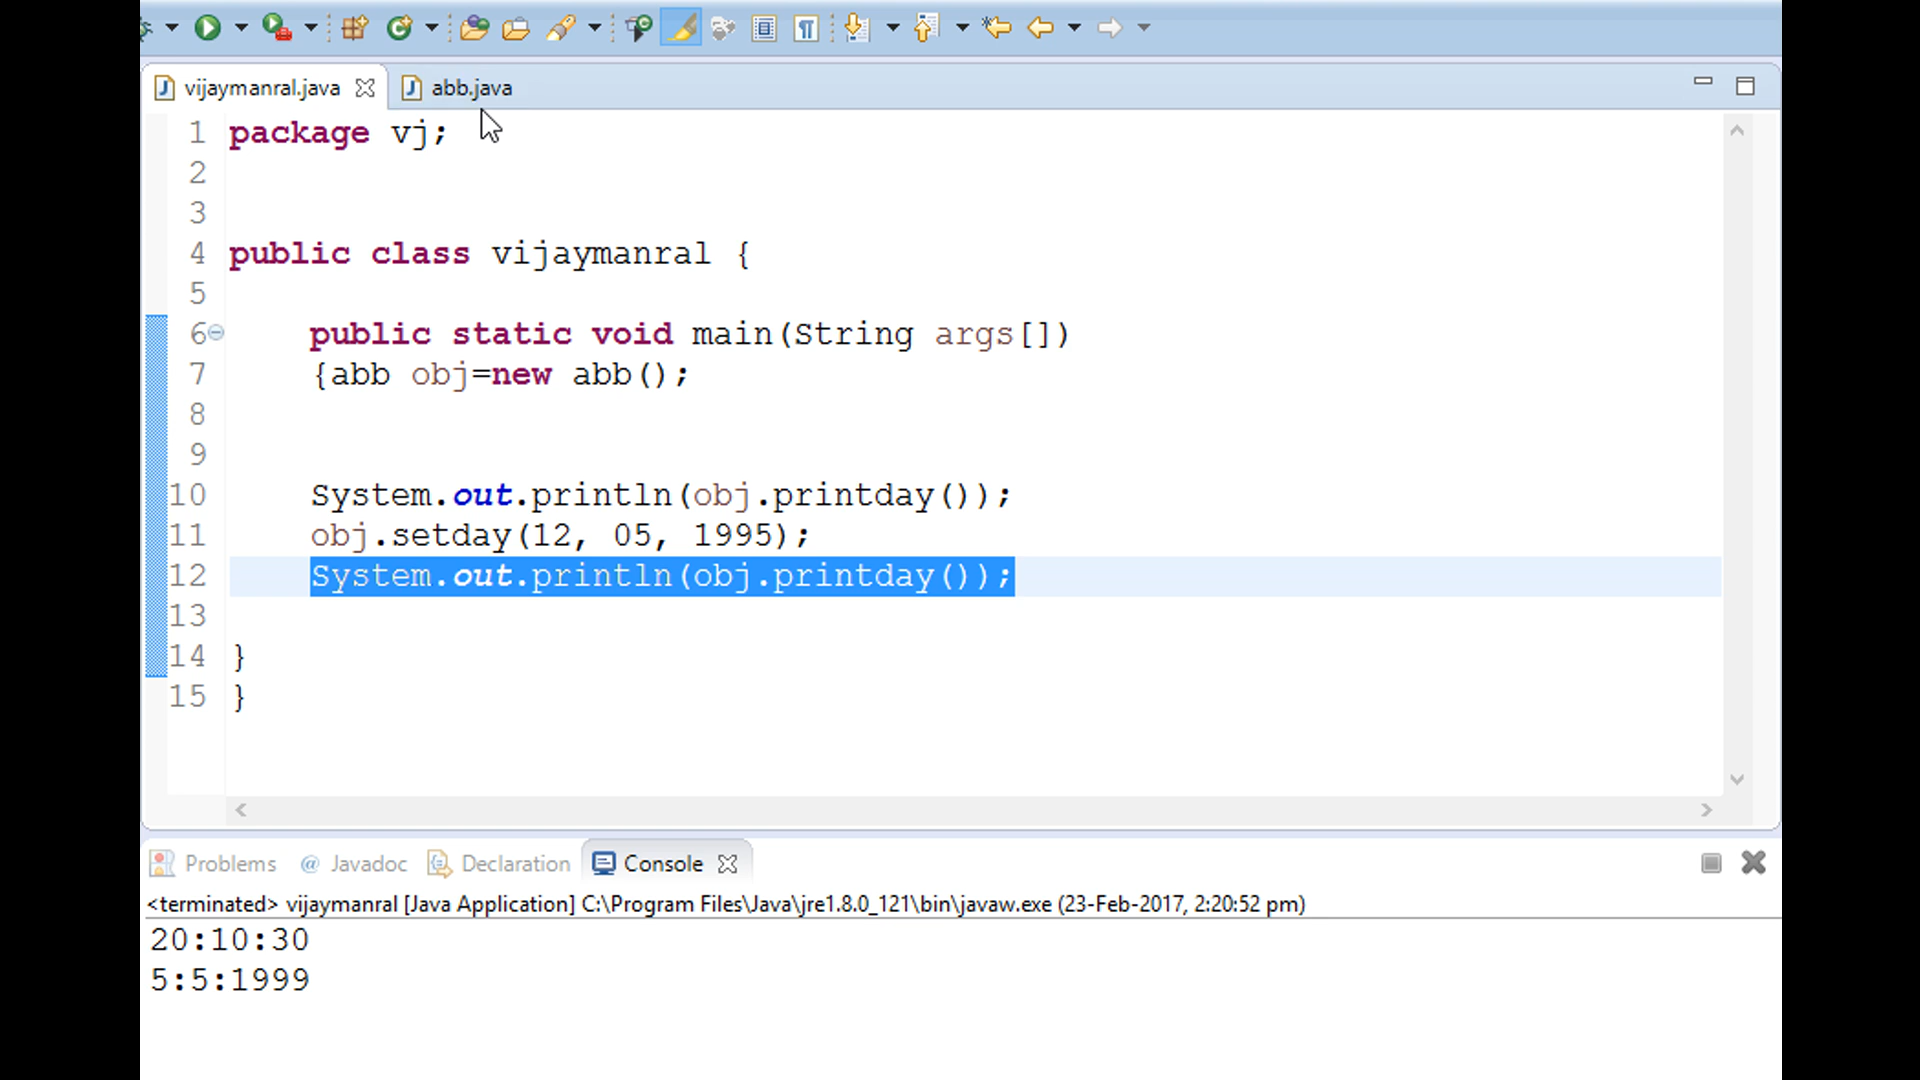 vijaymanral.java abb.java
1 package vj;
2
3
4 public class vijaymanral {
5
6 public static void main(String args[])
7 {abb obj=new abb();
8
9
10 System.out.println(obj.printday());
11 obj.setday(12, 05, 1995);
12 System.out.println(obj.printday());
13
14 }
15 }
Problems @ Javadoc Declaration Console
<terminated> vijaymanral [Java Application] C:\Program Files\Java\jre1.8.0_121\bin\javaw.exe (23-Feb-2017, 2:20:52 pm)
20:10:30
5:5:1999